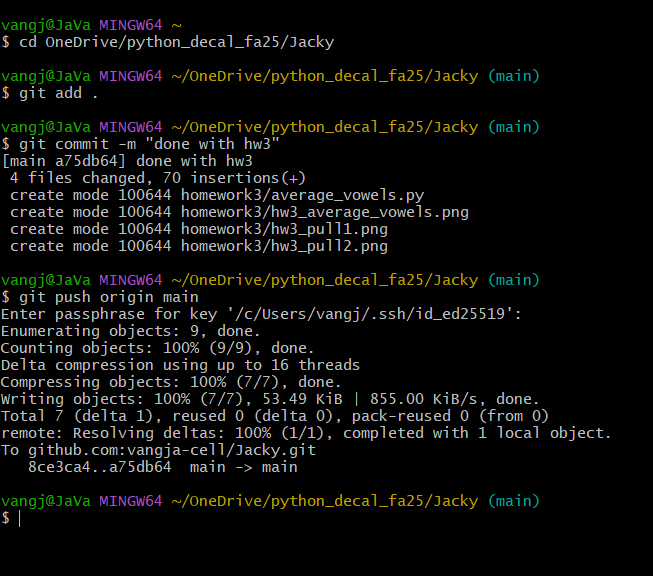 vangj@JaVa MINGW64 ~
$ cd OneDrive/python_decal_fa25/Jacky
vangj@JaVa MINGW64 ~/OneDrive/python_decal_fa25/Jacky (main)
$ git add .
vangj@JaVa MINGW64 ~/OneDrive/python_decal_fa25/Jacky (main)
$ git commit -m "done with hw3"
[main a75db64] done with hw3
 4 files changed, 70 insertions(+)
 create mode 100644 homework3/average_vowels.py
 create mode 100644 homework3/hw3_average_vowels.png
 create mode 100644 homework3/hw3_pull1.png
 create mode 100644 homework3/hw3_pull2.png
vangj@JaVa MINGW64 ~/OneDrive/python_decal_fa25/Jacky (main)
$ git push origin main
Enter passphrase for key '/c/Users/vangj/.ssh/id_ed25519':
Enumerating objects: 9, done.
Counting objects: 100% (9/9), done.
Delta compression using up to 16 threads
Compressing objects: 100% (7/7), done.
Writing objects: 100% (7/7), 53.49 KiB | 855.00 KiB/s, done.
Total 7 (delta 1), reused 0 (delta 0), pack-reused 0 (from 0)
remote: Resolving deltas: 100% (1/1), completed with 1 local object.
To github.com:vangja-cell/Jacky.git
   8ce3ca4..a75db64  main -> main
vangj@JaVa MINGW64 ~/OneDrive/python_decal_fa25/Jacky (main)
$